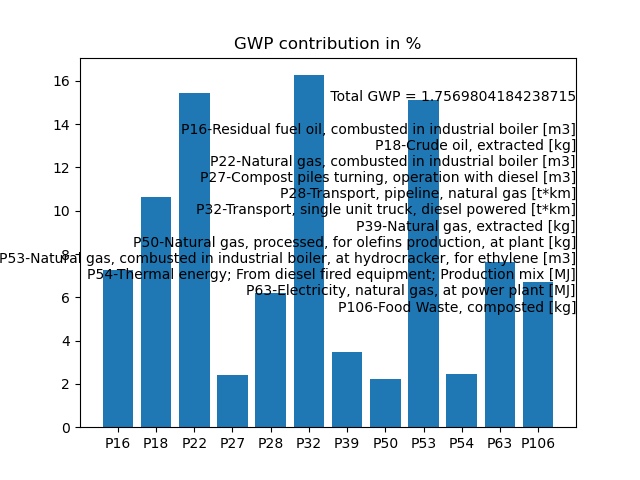 GWP contribution in %
Total GWP = 1.7569804184238715
P16-Residual fuel oil, combusted in industrial boiler [m3]
P18-Crude oil, extracted [kg]
P22-Natural gas, combusted in industrial boiler [m3]
P27-Compost piles turning, operation with diesel [m3]
P28-Transport, pipeline, natural gas [t*km]
P32-Transport, single unit truck, diesel powered [t*km]
P39-Natural gas, extracted [kg]
P50-Natural gas, processed, for olefins production, at plant [kg]
P53-Natural gas, combusted in industrial boiler, at hydrocracker, for ethylene [m3]
P54-Thermal energy; From diesel fired equipment; Production mix [MJ]
P63-Electricity, natural gas, at power plant [MJ]
P106-Food Waste, composted [kg]
16
14
12
10
8
6
4
2
0
P16 P18 P22 P27 P28 P32 P39 P50 P53 P54 P63 P106